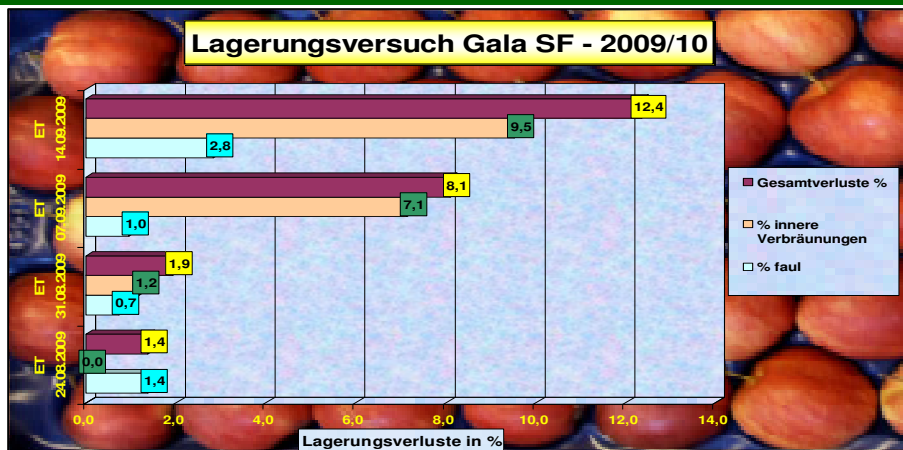 Lagerungsversuch Gala SF - 2009/10
ET
14.09.2009
12,4
9,5
2,8
ET
07.09.2009
8,1
7,1
1,0
ET
31.08.2009
1,9
1,2
0,7
ET
24.08.2009
1,4
0,0
1,4
0,0 2,0 4,0 6,0 8,0 10,0 12,0 14,0
Lagerungsverluste in %
Gesamtverluste %
% innere
Verbräunungen
% faul